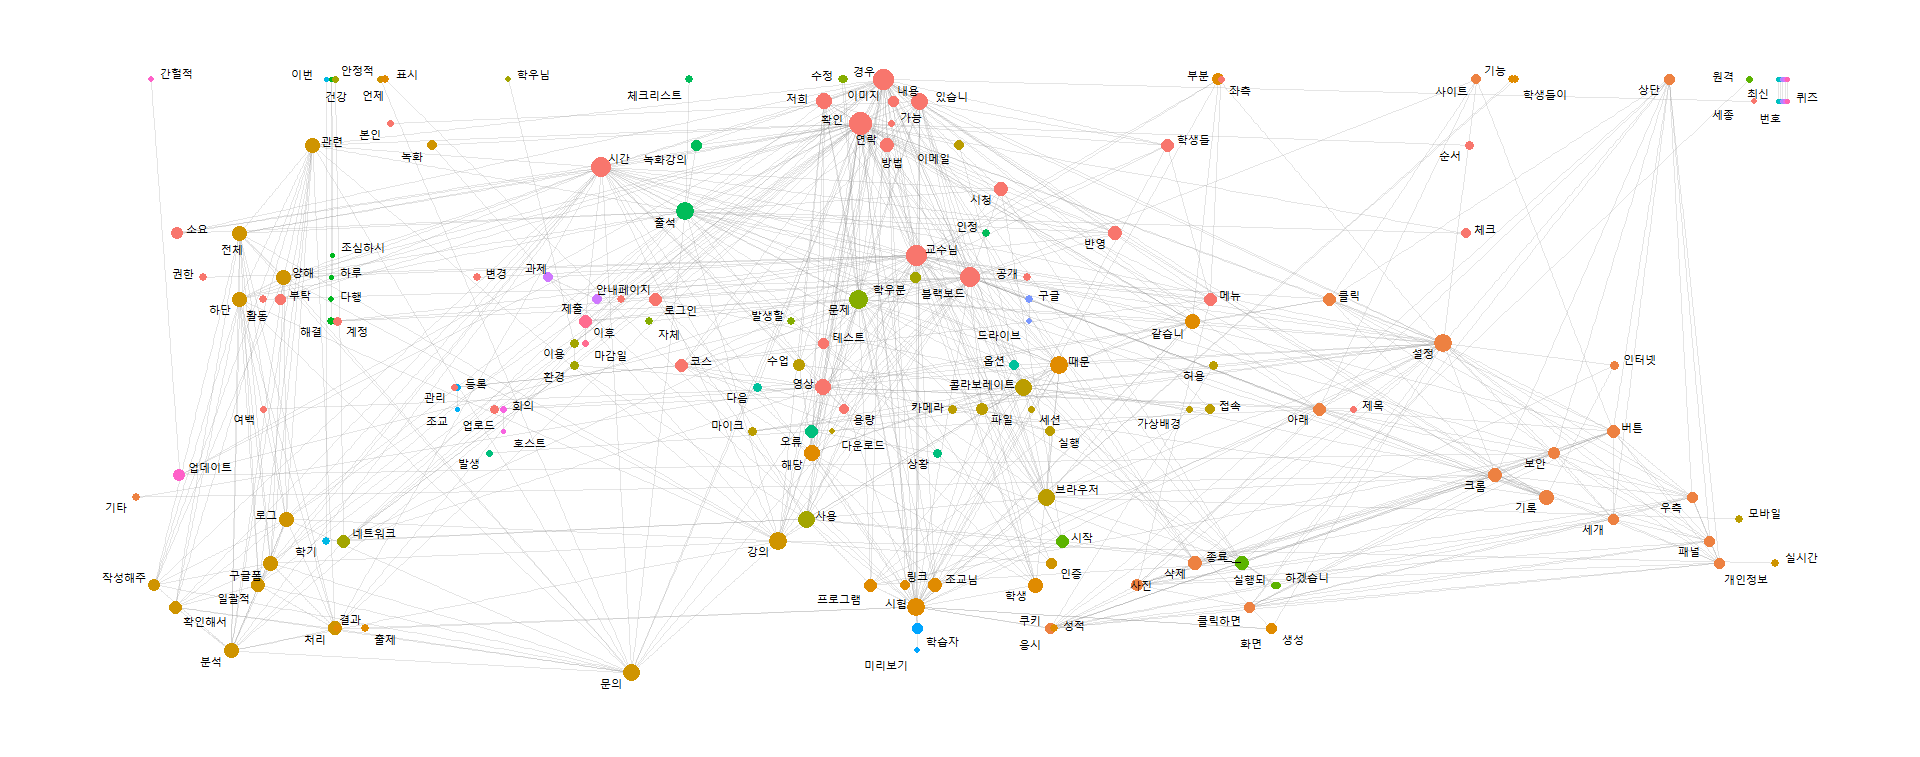 간헐적
이번
안정적
표시
건강
언제
학우님
체크리스트
수정
경우
저희
이미지
내용
있습니
부분
좌측
사이트
기능
학생들이
상단
원격
최신
퀴즈
세종
번호
본인
관련
녹화
시간
녹화강의
확인
가능
연락
방법
이메일
학생들
순서
시청
소요
전체
조심하시
출석
인정
반영
체크
권한
양해
하루
변경
과제
교수님
공개
하단
활동
부탁
다행
안내페이지
제출
로그인
학우분
블랙보드
문제
구글
메뉴
클릭
해결
계정
이후
자체
발생할
드라이브
같습니
이용
마감일
테스트
설정
환경
코스
수업
옵션
때문
허용
인터넷
관리
등록
다음
영상
콜라보레이트
여백
조교
업로드
회의
마이크
용량
카메라
파일
세션
가상배경
접속
아래
제목
호스트
오류
다운로드
실행
버튼
업데이트
발생
해당
상황
보안
기타
브라우저
크롬
기록
우측
로그
네트워크
사용
세개
모바일
학기
강의
시작
패널
작성해주
구글폼
일괄적
인증
삭제
종료
실행되
하겠습니
개인정보
실시간
프로그램
링크
조교님
학생
사진
확인해서
시험
클릭하면
처리
결과
출제
학습자
쿠키
성적
응시
화면
생성
분석
미리보기
문의